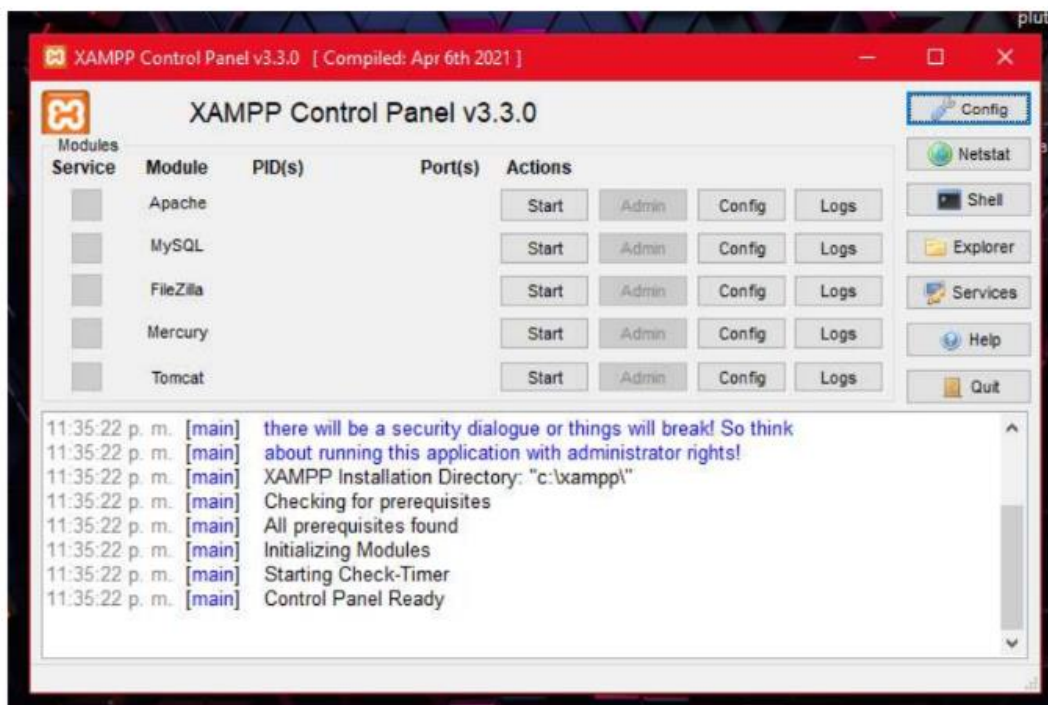 plut
XAMPP Control Panel v3.3.0 [ Compiled: Apr 6th 2021 ]
XAMPP Control Panel v3.3.0
Config
Modules
Service Module PID(s) Port(s) Actions
Netstat
Apache Start Admin Config Logs
Shell
MySQL Start Admin Config Logs
Explorer
FileZilla Start Admin Config Logs
Services
Mercury Start Admin Config Logs
Help
Tomcat Start Admin Config Logs
Quit
11:35:22 p. m. [main] there will be a security dialogue or things will break! So think
11:35:22 p. m. [main] about running this application with administrator rights!
11:35:22 p. m. [main] XAMPP Installation Directory: "c:\xampp\"
11:35:22 p. m. [main] Checking for prerequisites
11:35:22 p. m. [main] All prerequisites found
11:35:22 p. m. [main] Initializing Modules
11:35:22 p. m. [main] Starting Check-Timer
11:35:22 p. m. [main] Control Panel Ready